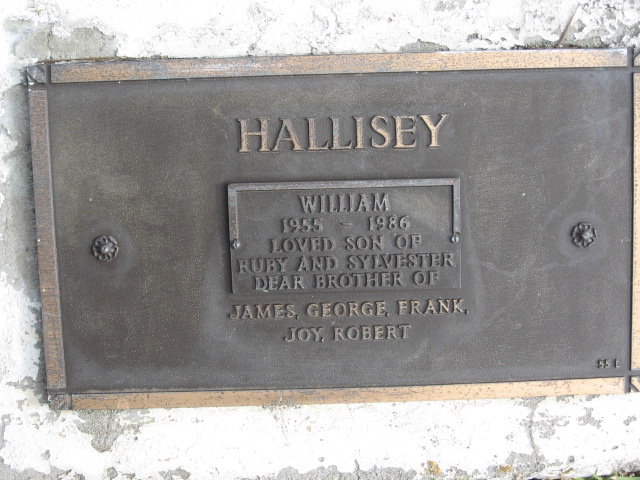 HALLISEY
WILLIAM
1955 - 1986
LOVED SON OF
RUBY AND SYLVESTER
DEAR BROTHER OF
JAMES, GEORGE, FRANK,
JOY, ROBERT